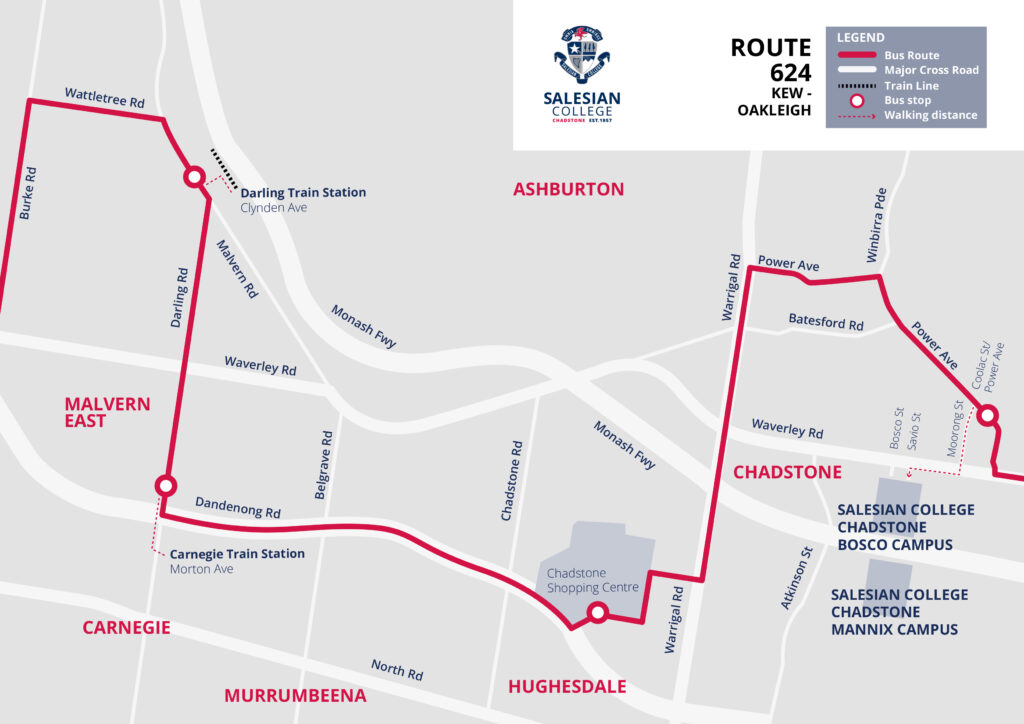 SALESIAN
COLLEGE
CHADSTONE EST.1957
ROUTE
624
KEW -
OAKLEIGH
LEGEND
Bus Route
Major Cross Road
Train Line
Bus stop
Walking distance
Wattletree Rd
Burke Rd
Darling Train Station
Clynden Ave
ASHBURTON
Winbirra Pde
Malvern Rd
Darling Rd
Warrigal Rd
Power Ave
Monash Fwy
Batesford Rd
Power Ave
Coolac St/
Power Ave
Waverley Rd
MALVERN
EAST
Bosco St
Savio St
Moorong St
Waverley Rd
Monash Fwy
Belgrave Rd
Chadstone Rd
CHADSTONE
Dandenong Rd
SALESIAN COLLEGE
CHADSTONE
BOSCO CAMPUS
Carnegie Train Station
Morton Ave
Chadstone
Shopping Centre
Atkinson St
SALESIAN COLLEGE
CHADSTONE
MANNIX CAMPUS
Warrigal Rd
CARNEGIE
North Rd
MURRUMBEENA
HUGHESDALE